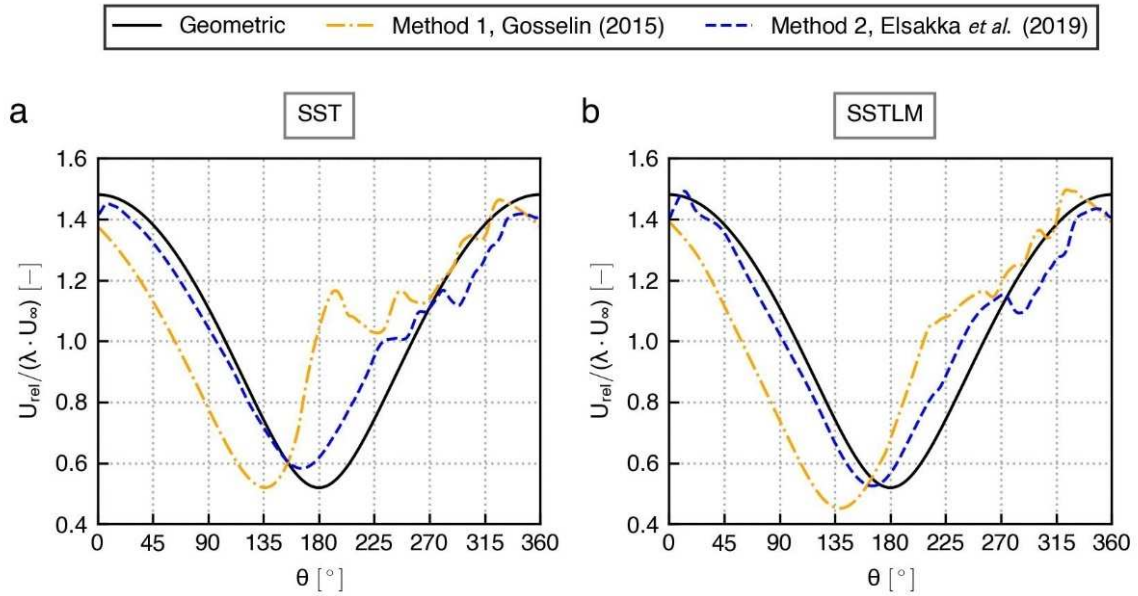 Geometric Method 1, Gosselin (2015) Method 2, Elsakka et al. (2019)
a SST b SSTLM
1.6 1.6
1.4 1.4
1.2 1.2
1.0 1.0
0.8 0.8
0.6 0.6
0.4 0.4
U_rel/(λ · U_∞) [−] U_rel/(λ · U_∞) [−]
0 45 90 135 180 225 270 315 360 0 45 90 135 180 225 270 315 360
θ [°] θ [°]